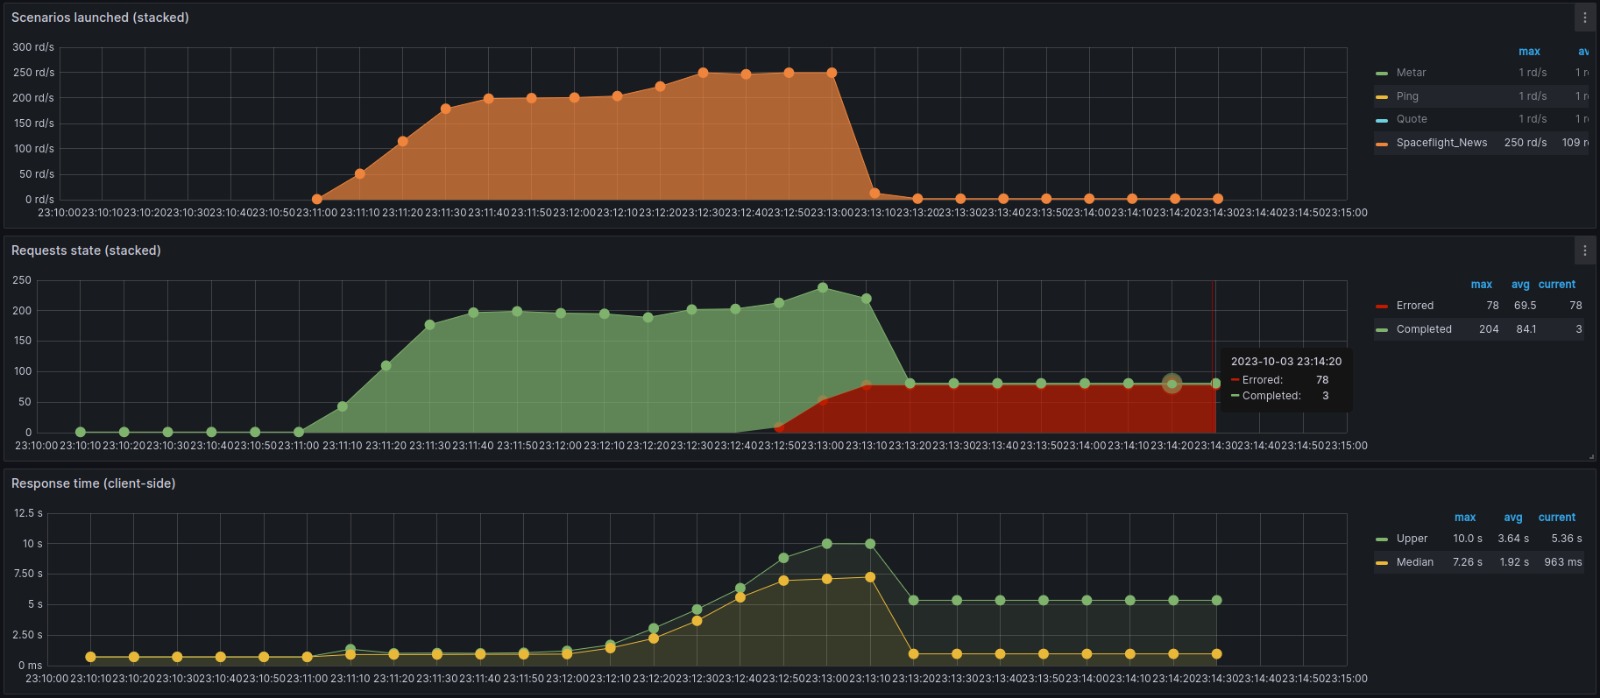 Scenarios launched (stacked)
300 rd/s
250 rd/s
200 rd/s
150 rd/s
100 rd/s
50 rd/s
0 rd/s
23:10:00 23:10:10 23:10:20 23:10:30 23:10:40 23:10:50 23:11:00 23:11:10 23:11:20 23:11:30 23:11:40 23:11:50 23:12:00 23:12:10 23:12:20 23:12:30 23:12:40 23:12:50 23:13:00 23:13:10 23:13:20 23:13:30 23:13:40 23:13:50 23:14:00 23:14:10 23:14:20 23:14:30 23:14:40 23:14:50 23:15:00
max av
Metar 1 rd/s 1 r
Ping 1 rd/s 1 r
Quote 1 rd/s 1 r
Spaceflight_News 250 rd/s 109 r
Requests state (stacked)
250
200
150
100
50
0
23:10:00 23:10:10 23:10:20 23:10:30 23:10:40 23:10:50 23:11:00 23:11:10 23:11:20 23:11:30 23:11:40 23:11:50 23:12:00 23:12:10 23:12:20 23:12:30 23:12:40 23:12:50 23:13:00 23:13:10 23:13:20 23:13:30 23:13:40 23:13:50 23:14:00 23:14:10 23:14:20 23:14:30 23:14:40 23:14:50 23:15:00
2023-10-03 23:14:20
Errored: 78
Completed: 3
max avg current
Errored 78 69.5 78
Completed 204 84.1 3
Response time (client-side)
12.5 s
10 s
7.50 s
5 s
2.50 s
0 ms
23:10:00 23:10:10 23:10:20 23:10:30 23:10:40 23:10:50 23:11:00 23:11:10 23:11:20 23:11:30 23:11:40 23:11:50 23:12:00 23:12:10 23:12:20 23:12:30 23:12:40 23:12:50 23:13:00 23:13:10 23:13:20 23:13:30 23:13:40 23:13:50 23:14:00 23:14:10 23:14:20 23:14:30 23:14:40 23:14:50 23:15:00
max avg current
Upper 10.0 s 3.64 s 5.36 s
Median 7.26 s 1.92 s 963 ms